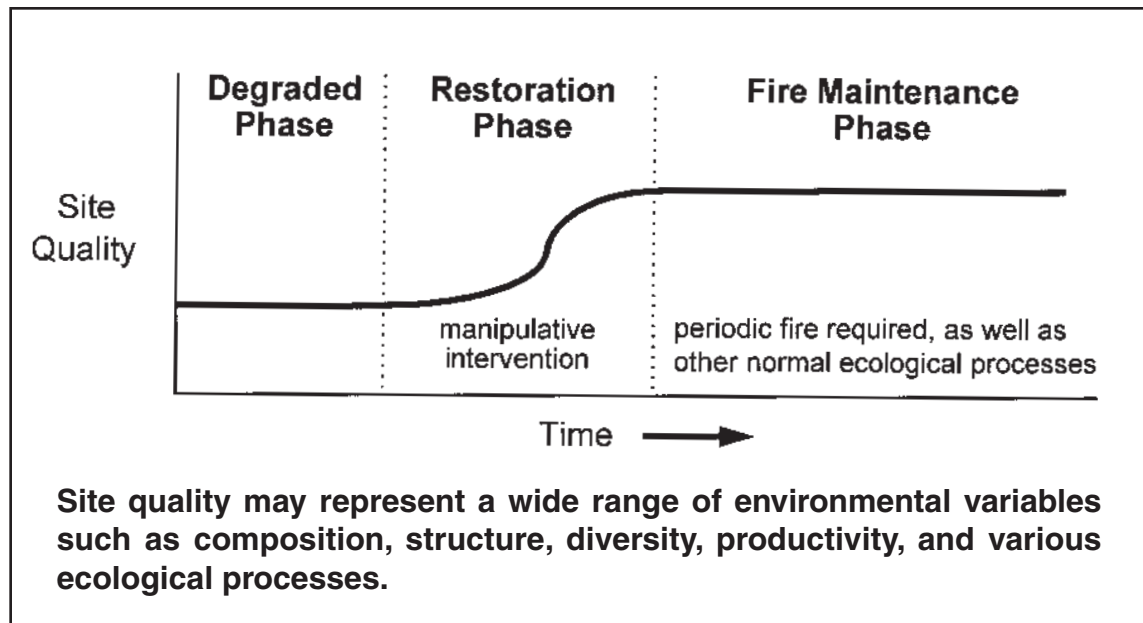 Degraded
Phase
Restoration
Phase
Fire Maintenance
Phase
Site
Quality
manipulative
intervention
periodic fire required, as well as
other normal ecological processes
Time
Site quality may represent a wide range of environmental variables
such as composition, structure, diversity, productivity, and various
ecological processes.